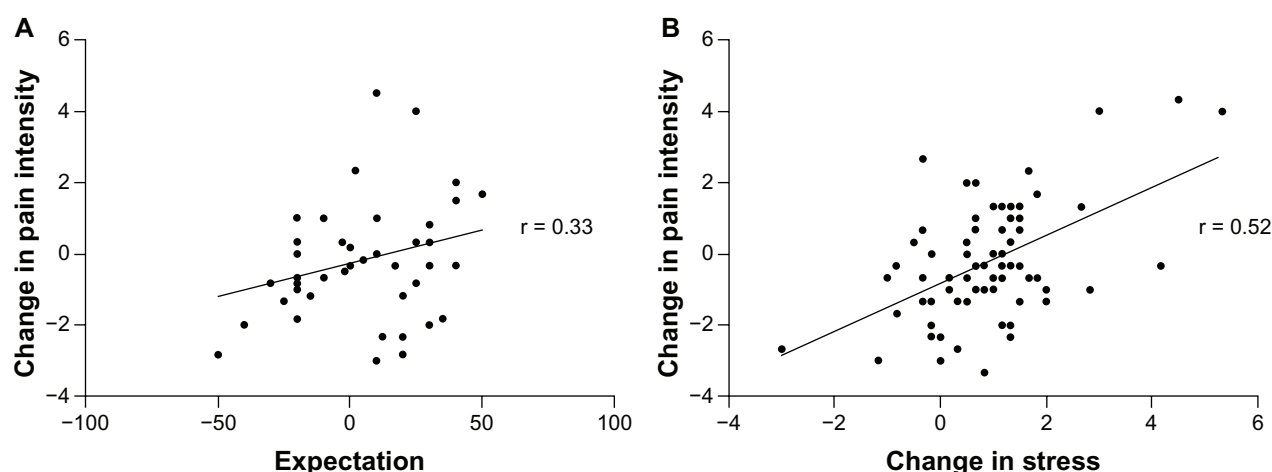 A
B
Change in pain intensity
6
4
2
0
−2
−4
−100
−50
0
50
100
r = 0.33
Expectation
Change in pain intensity
6
4
2
0
−2
−4
−4
−2
0
2
4
6
r = 0.52
Change in stress